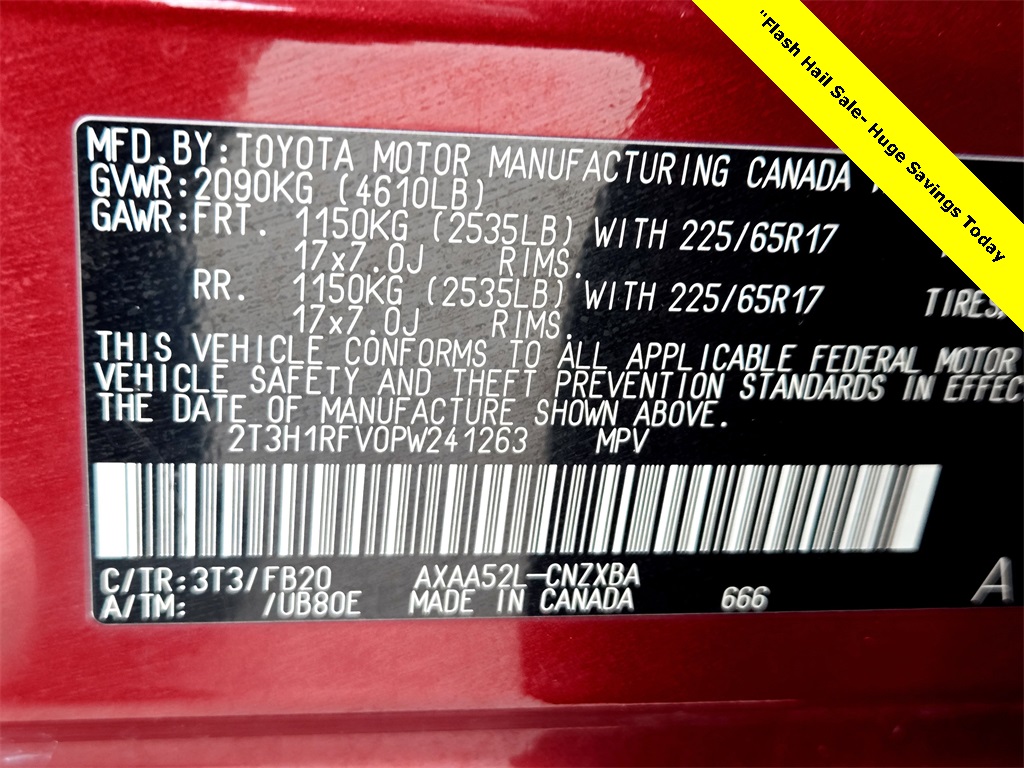 "Flash Hail Sale- Huge Savings Today
MFD.BY:TOYOTA MOTOR MANUFACTURING CANADA
GVWR:2090KG (4610LB)
GAWR:FRT. 1150KG (2535LB) WITH 225/65R17
17x7.0J RIMS.
RR. 1150KG (2535LB) WITH 225/65R17 TIRES,
17x7.0J RIMS.
THIS VEHICLE CONFORMS TO ALL APPLICABLE FEDERAL MOTOR
VEHICLE SAFETY AND THEFT PREVENTION STANDARDS IN EFFEC
THE DATE OF MANUFACTURE SHOWN ABOVE.
2T3H1RFV0PW241263 MPV
C/TR:3T3/FB20 AXAA52L-CNZXBA
A/TM: /UB80E MADE IN CANADA 666
A